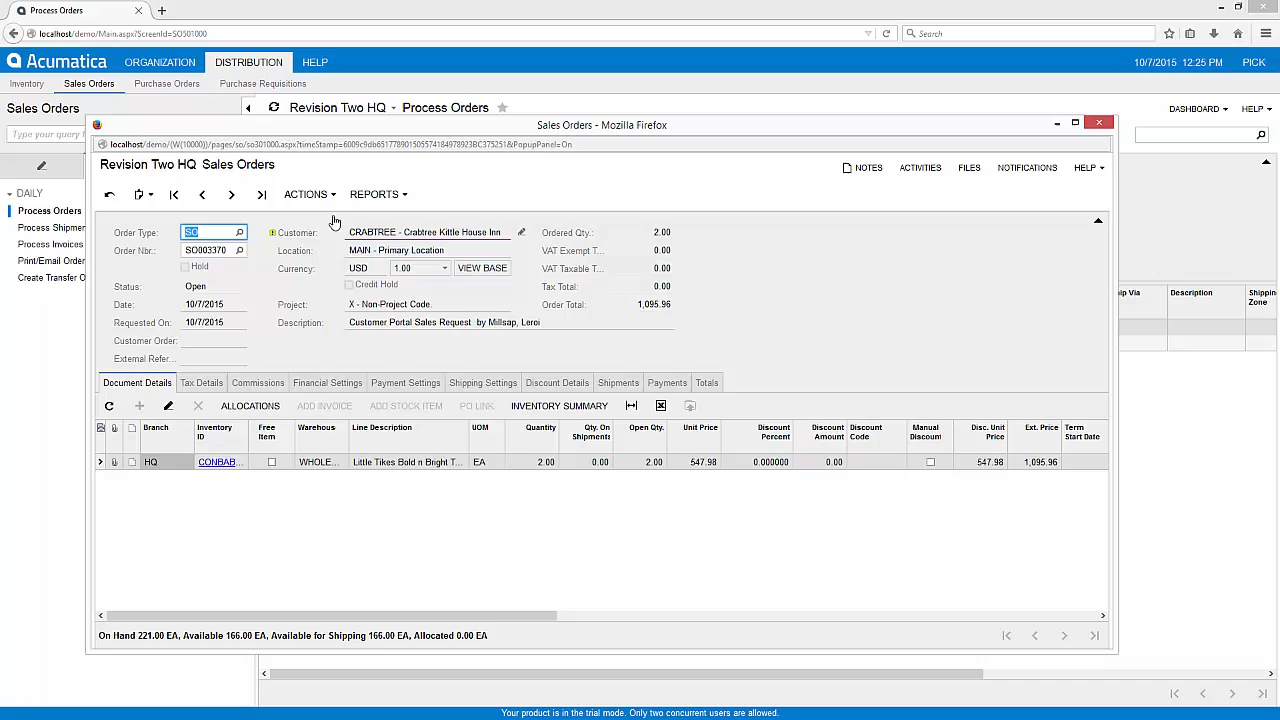 Process Orders
localhost/demo/Main.aspx?ScreenId=SO501000
Search
Acumatica
ORGANIZATION DISTRIBUTION HELP
10/7/2015 12:25 PM PICK
Inventory Sales Orders Purchase Orders Purchase Requisitions
Sales Orders
Revision Two HQ Process Orders
DASHBOARD HELP
Type your query
DAILY
Process Orders
Process Shipmer
Process Invoices
Print/Email Order
Create Transfer O
Sales Orders - Mozilla Firefox
Revision Two HQ Sales Orders
NOTES ACTIVITIES FILES NOTIFICATIONS HELP
ACTIONS REPORTS
Order Type: SO Customer: CRABTREE - Crabtree Kittle House Inn Ordered Qty.: 2.00
Order Nbr.: SO003370 Location: MAIN - Primary Location VAT Exempt T... 0.00
Hold Currency: USD 1.00 VIEW BASE VAT Taxable T... 0.00
Status: Open Credit Hold Tax Total: 0.00
Date: 10/7/2015 Project: X - Non-Project Code. Order Total: 1,095.96
Requested On: 10/7/2015 Description: Customer Portal Sales Request by Millsap, Leroi
Customer Order:
External Refer...
Document Details Tax Details Commissions Financial Settings Payment Settings Shipping Settings Discount Details Shipments Payments Totals
ALLOCATIONS ADD INVOICE ADD STOCK ITEM PO LINK INVENTORY SUMMARY
Branch Inventory ID Free Item Warehous Line Description UOM Quantity Qty. On Shipments Open Qty. Unit Price Discount Percent Discount Amount Discount Code Manual Discount Disc. Unit Price Ext. Price Term Start Date
HQ CONBAB... WHOLE... Little Tikes Bold n Bright T... EA 2.00 0.00 2.00 547.98 0.000000 0.00 547.98 1,095.96
On Hand 221.00 EA, Available 166.00 EA, Available for Shipping 166.00 EA, Allocated 0.00 EA
ip Via Description Shippin Zone
Your product is in the trial mode. Only two concurrent users are allowed.